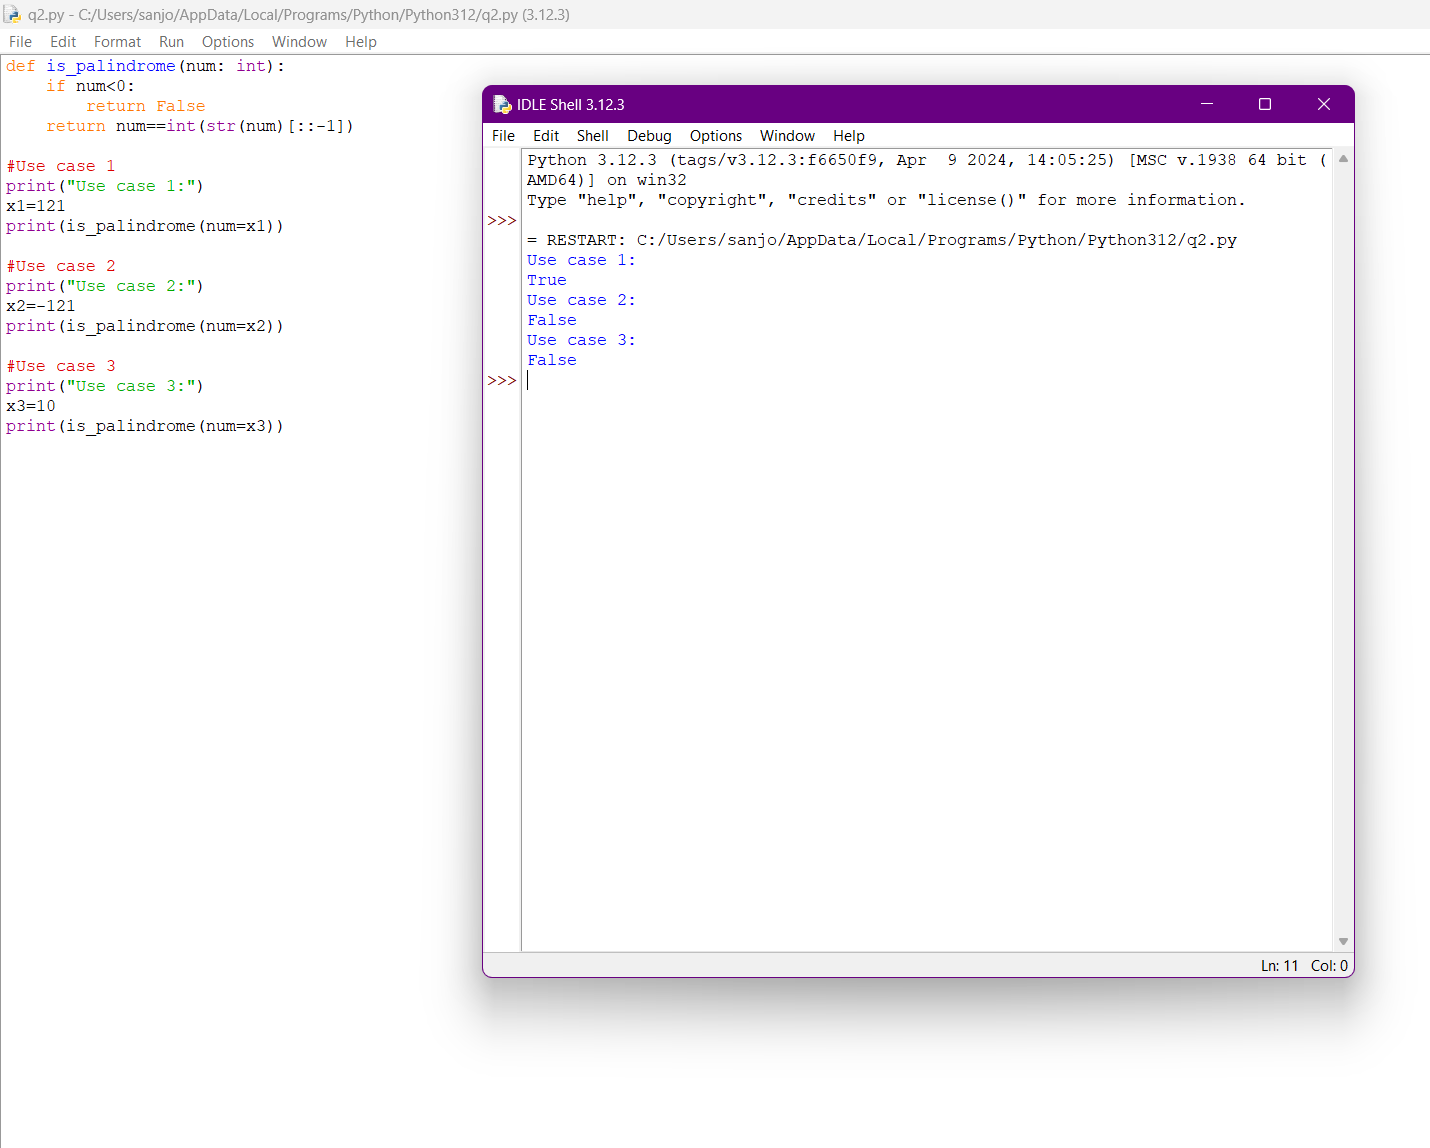 q2.py - C:/Users/sanjo/AppData/Local/Programs/Python/Python312/q2.py (3.12.3)
File Edit Format Run Options Window Help
def is_palindrome(num: int):
    if num<0:
        return False
    return num==int(str(num)[::-1])

#Use case 1
print("Use case 1:")
x1=121
print(is_palindrome(num=x1))

#Use case 2
print("Use case 2:")
x2=-121
print(is_palindrome(num=x2))

#Use case 3
print("Use case 3:")
x3=10
print(is_palindrome(num=x3))

IDLE Shell 3.12.3
File Edit Shell Debug Options Window Help
Python 3.12.3 (tags/v3.12.3:f6650f9, Apr  9 2024, 14:05:25) [MSC v.1938 64 bit (
AMD64)] on win32
Type "help", "copyright", "credits" or "license()" for more information.
>>>
= RESTART: C:/Users/sanjo/AppData/Local/Programs/Python/Python312/q2.py
Use case 1:
True
Use case 2:
False
Use case 3:
False
>>>
Ln: 11 Col: 0